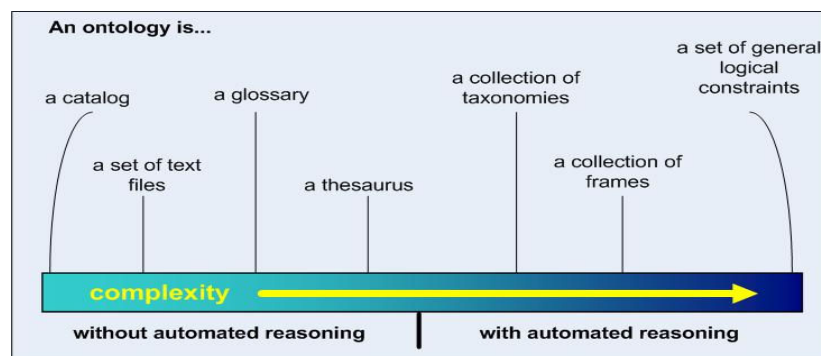 An ontology is...
a catalog
a set of text
files
a glossary
a thesaurus
a collection of
taxonomies
a collection of
frames
a set of general
logical
constraints
complexity
without automated reasoning
with automated reasoning